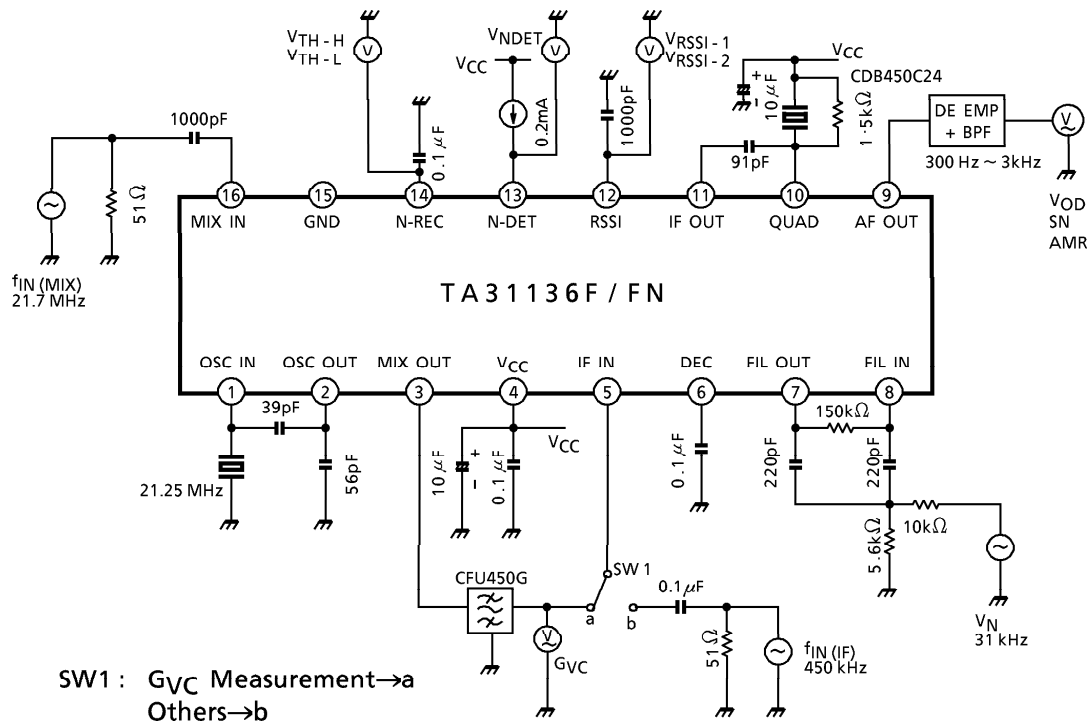 VTH - H
VTH - L
VNDET
VCC
VRSSI - 1
VRSSI - 2
VCC
CDB450C24
1000pF
0.1 μF
0.2mA
1000pF
+
−
10 μF
1·5kΩ
91pF
DE EMP
+ BPF
300 Hz ~ 3kHz
V
V
V
V
51Ω
16
15
14
13
12
11
10
9
MIX IN
GND
N-REC
N-DET
RSSI
IF OUT
QUAD
AF OUT
VOD
SN
AMR
fIN (MIX)
21.7 MHz
TA31136F / FN
OSC IN
OSC OUT
MIX OUT
VCC
IF IN
DEC
FIL OUT
FIL IN
1
2
3
4
5
6
7
8
39pF
56pF
21.25 MHz
10 μF
+
−
0.1 μF
VCC
0.1 μF
150kΩ
220pF
220pF
5.6kΩ
10kΩ
VN
31 kHz
CFU450G
SW 1
a
b
0.1 μF
V
GVC
51Ω
fIN (IF)
450 kHz
SW1 : GVC Measurement→a
Others→b